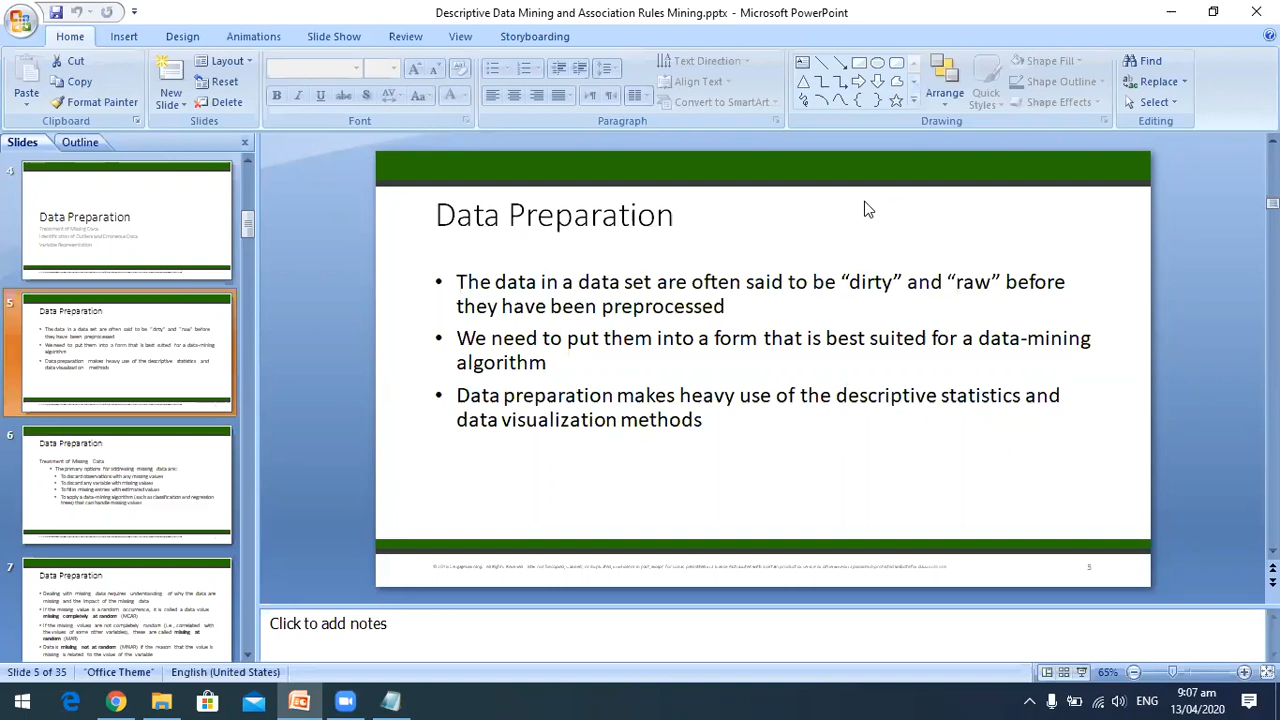 Descriptive Data Mining and Association Rules Mining.pptx - Microsoft PowerPoint
Home Insert Design Animations Slide Show Review View Storyboarding
Cut
Copy
Format Painter
Paste
Clipboard
New
Slide
Layout
Reset
Delete
Slides
Font
Text Direction
Align Text
Convert to SmartArt
Paragraph
Arrange
Quick
Styles
Shape Fill
Shape Outline
Shape Effects
Drawing
Find
Replace
Select
Editing
Slides Outline
4
Data Preparation
Treatment of Missing Data
Identification of Outliers and Erroneous Data
Variable Representation
5
Data Preparation
• The data in a data set are often said to be "dirty" and "raw" before
they have been preprocessed
• We need to put them into a form that is best suited for a data-mining
algorithm
• Data preparation makes heavy use of the descriptive statistics and
data visualization methods
6
Data Preparation
Treatment of Missing Data
• The primary options for addressing missing data are:
• To discard observations with any missing values
• To discard any variable with missing values
• To fill in missing entries with estimated values
• To apply a data-mining algorithm (such as classification and regression
trees) that can handle missing values
7
Data Preparation
• Dealing with missing data requires understanding of why the data are
missing and the impact of the missing data
• If the missing value is a random occurrence, it is called a data value
missing completely at random (MCAR)
• If the missing values are not completely random (i.e., correlated with
the values of some other variables), these are called missing at
random (MAR)
• Data is missing not at random (MNAR) if the reason that the value is
missing is related to the value of the variable
Data Preparation
• The data in a data set are often said to be “dirty” and “raw” before
they have been preprocessed
• We need to put them into a form that is best suited for a data-mining
algorithm
• Data preparation makes heavy use of the descriptive statistics and
data visualization methods
5
Click to add notes
Slide 5 of 35 "Office Theme" English (United States) 65%
ENG
9:07 am
13/04/2020